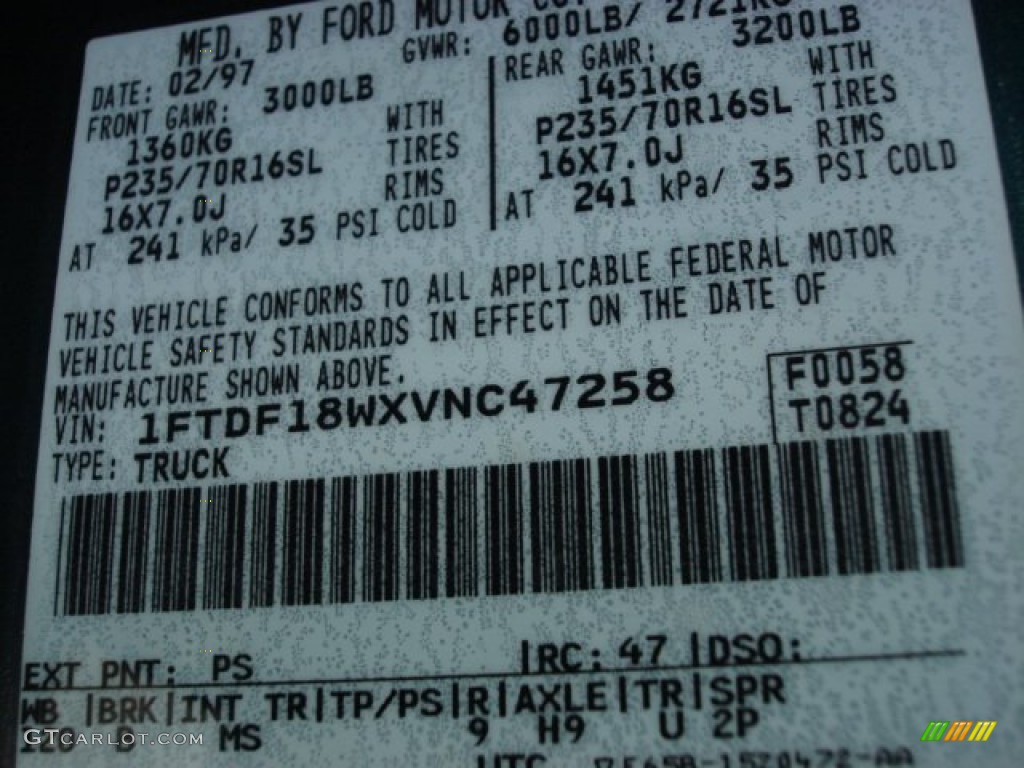 MFD. BY FORD MOTOR CO.
DATE: 02/97 GVWR: 6000LB/ 2721KG
FRONT GAWR: 3000LB REAR GAWR: 3200LB
1360KG WITH 1451KG WITH
P235/70R16SL TIRES P235/70R16SL TIRES
16X7.0J RIMS 16X7.0J RIMS
AT 241 kPa/ 35 PSI COLD AT 241 kPa/ 35 PSI COLD
THIS VEHICLE CONFORMS TO ALL APPLICABLE FEDERAL MOTOR
VEHICLE SAFETY STANDARDS IN EFFECT ON THE DATE OF
MANUFACTURE SHOWN ABOVE.
VIN: 1FTDF18WXVNC47258 F0058
TYPE: TRUCK T0824
EXT PNT: PS |RC: 47 |DSO:
WB |BRK|INT TR|TP/PS|R|AXLE|TR|SPR
MS 9 H9 U 2P
UTC
GTcarlot.com